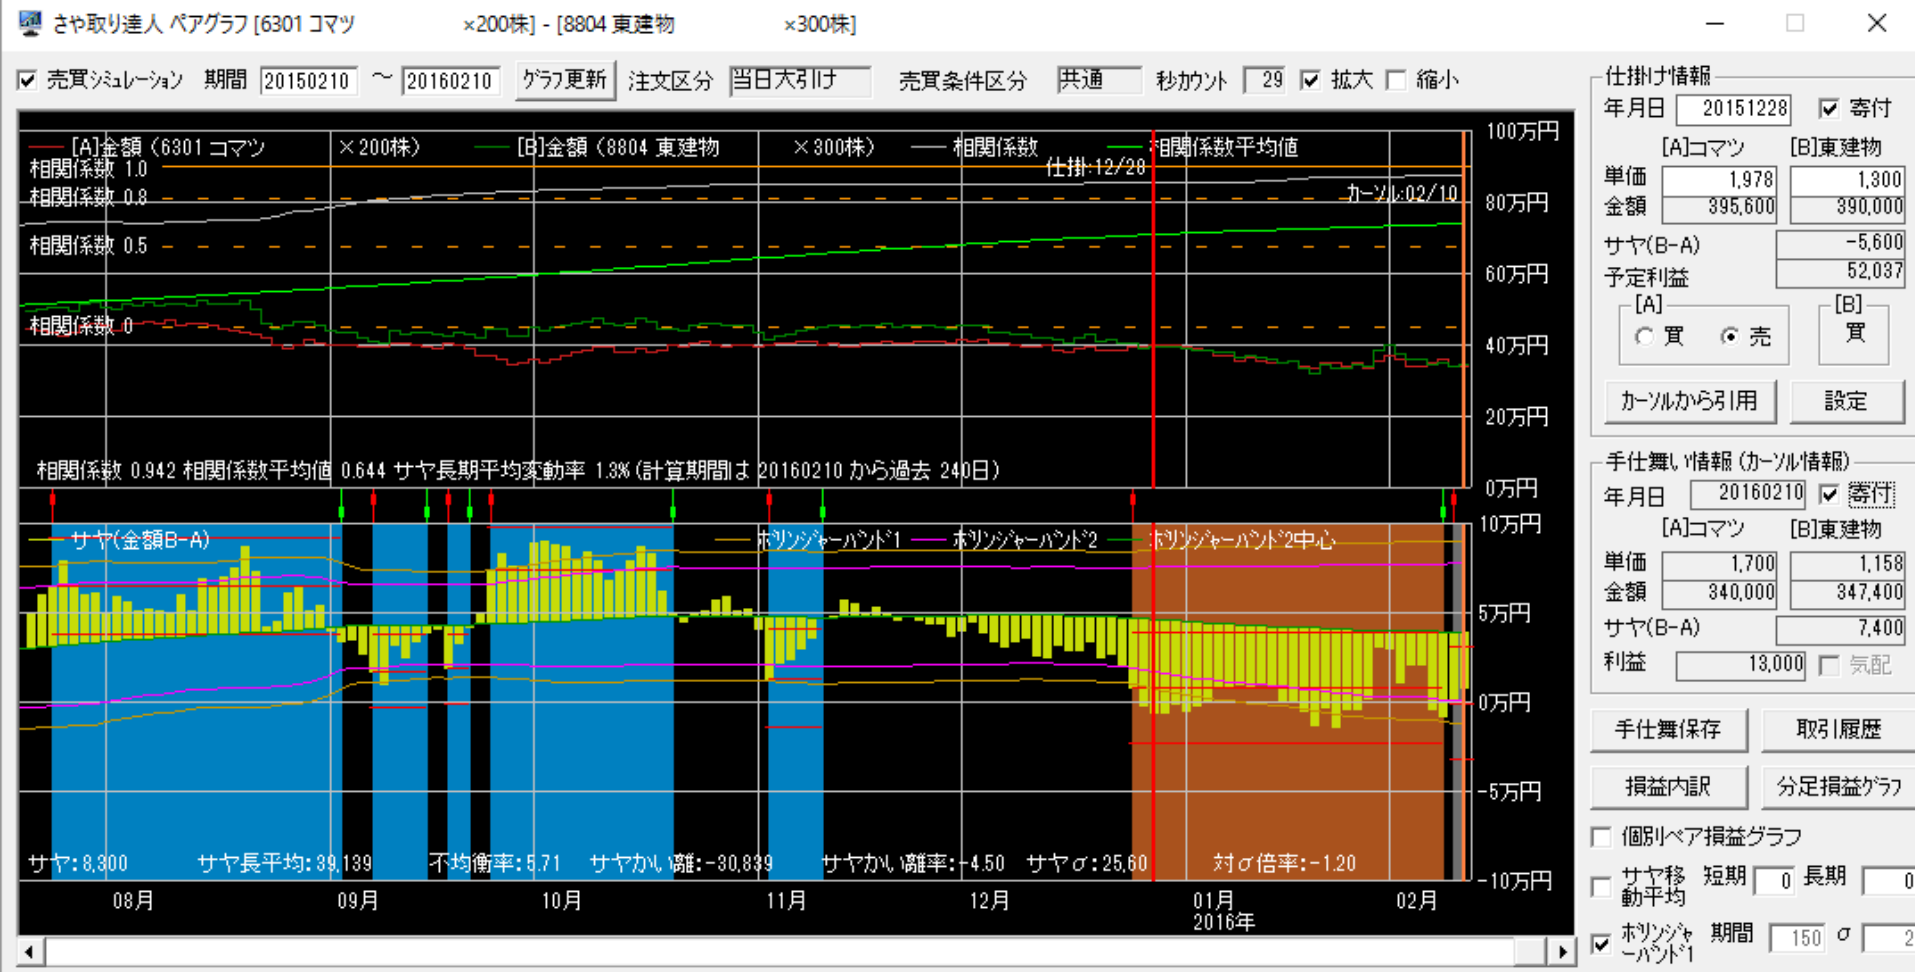 さや取り達人 ペアグラフ [6301 コマツ ×200株] - [8804 東建物 ×300株]
売買シミュレーション 期間 20150210 ～ 20160210 グラフ更新 注文区分 当日大引け 売買条件区分 共通 秒カウント 29 拡大 縮小
[A]金額 (6301 コマツ ×200株) [B]金額 (8804 東建物 ×300株) 相関係数 相関係数平均値
相関係数 1.0
仕掛:12/28
相関係数 0.8
カーソル:02/10
相関係数 0.5
相関係数 0
100万円
80万円
60万円
40万円
20万円
0万円
相関係数 0.942 相関係数平均値 0.644 サヤ長期平均変動率 1.3% (計算期間は 20160210 から過去 240日)
サヤ(金額B-A) ボリンジャーバンド1 ボリンジャーバンド2 ボリンジャーバンド2中心
10万円
5万円
0万円
-5万円
-10万円
サヤ:8,300 サヤ長平均:39,139 不均衡率:5.71 サヤかい離:-30,839 サヤかい離率:-4.50 サヤσ:25,60 対σ倍率:-1.20
08月 09月 10月 11月 12月 01月 02月
2016年
仕掛け情報
年月日 20151228 寄付
[A]コマツ [B]東建物
単価 1,978 1,300
金額 395,600 390,000
サヤ(B-A) -5,600
予定利益 52,037
[A] [B]
買 売 買
カーソルから引用 設定
手仕舞い情報 (カーソル情報)
年月日 20160210 寄付
[A]コマツ [B]東建物
単価 1,700 1,158
金額 340,000 347,400
サヤ(B-A) 7,400
利益 13,000 気配
手仕舞保存 取引履歴
損益内訳 分足損益グラフ
個別ペア損益グラフ
サヤ移動平均 短期 0 長期 0
ボリンジャーバンド1 期間 150 σ 2